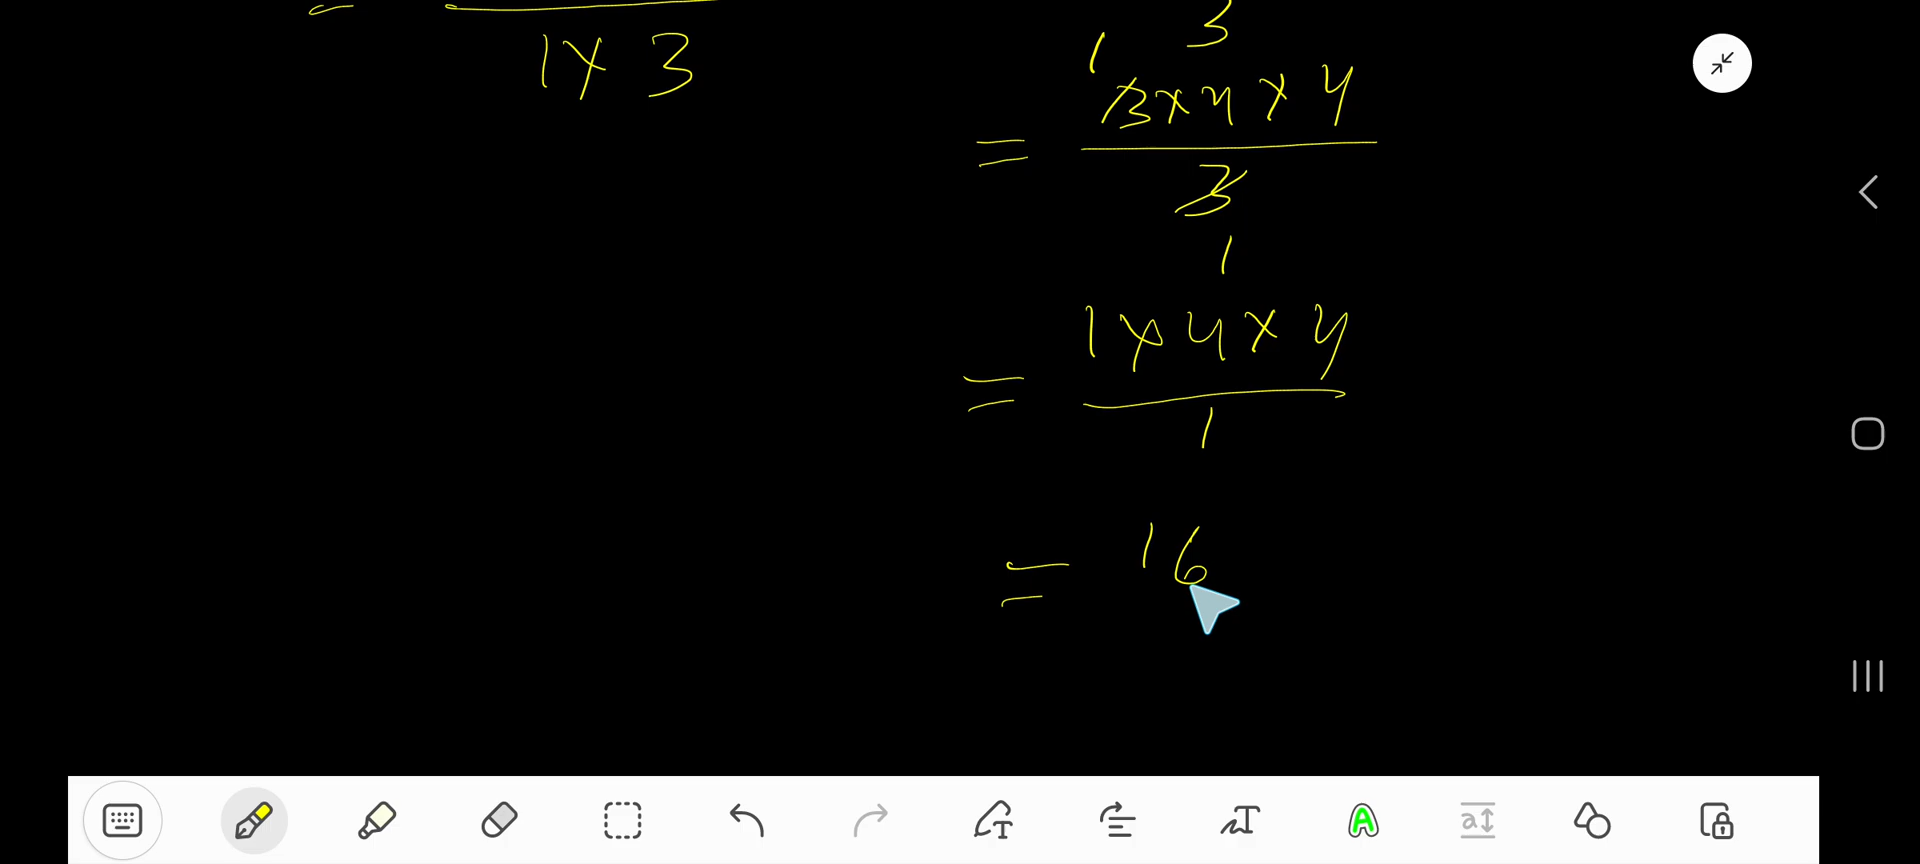 =
1 × 3
3
1
= 3 × 4 × 4
3
1
= 1 × 4 × 4
1
= 16